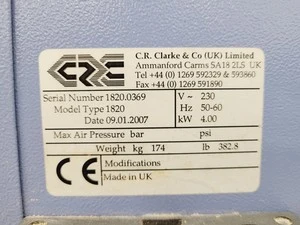 CRC
C.R. Clarke & Co (UK) Limited
Ammanford Carms SA18 2LS UK
Tel +44 (0) 1269 592329 & 593860
Fax +44 (0) 1269 591890
Serial Number 1820.0369 V ~ 230
Model Type 1820 Hz 50-60
Date 09.01.2007 kW 4.00
Max Air Pressure bar psi
Weight kg 174 lb 382.8
CE Modifications
Made in UK